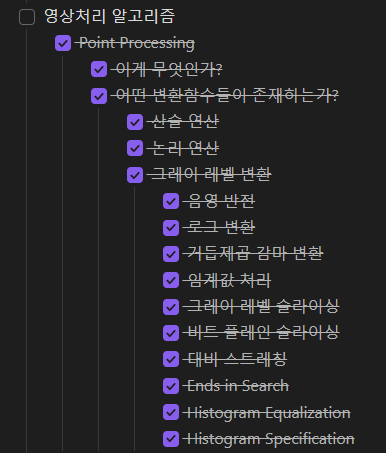 영상처리 알고리즘
Point Processing
이게 무엇인가?
어떤 변환함수들이 존재하는가?
산술 연산
논리 연산
그레이 레벨 변환
음영 반전
로그 변환
거듭제곱 감마 변환
임계값 처리
그레이 레벨 슬라이싱
비트 플레인 슬라이싱
대비 스트레칭
Ends in Search
Histogram Equalization
Histogram Specification